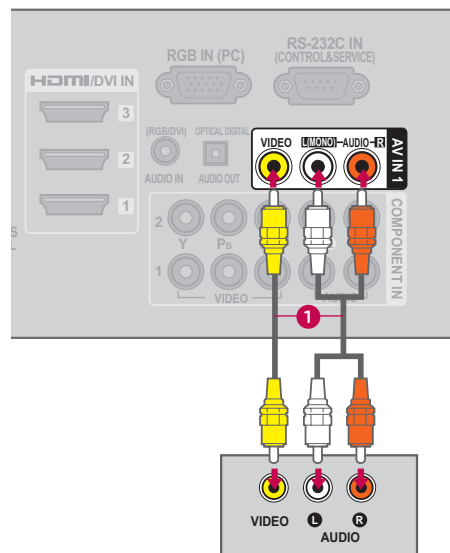 RGB IN (PC)
RS-232C IN
(CONTROL&SERVICE)
HDMI/DVI IN
3
2
1
(RGB/DVI)
AUDIO IN
OPTICAL DIGITAL
AUDIO OUT
VIDEO
L(MONO)
AUDIO
R
AV IN 1
COMPONENT IN
2
Y
PB
1
VIDEO
AUDIO
S
L
1
VIDEO
L
R
AUDIO